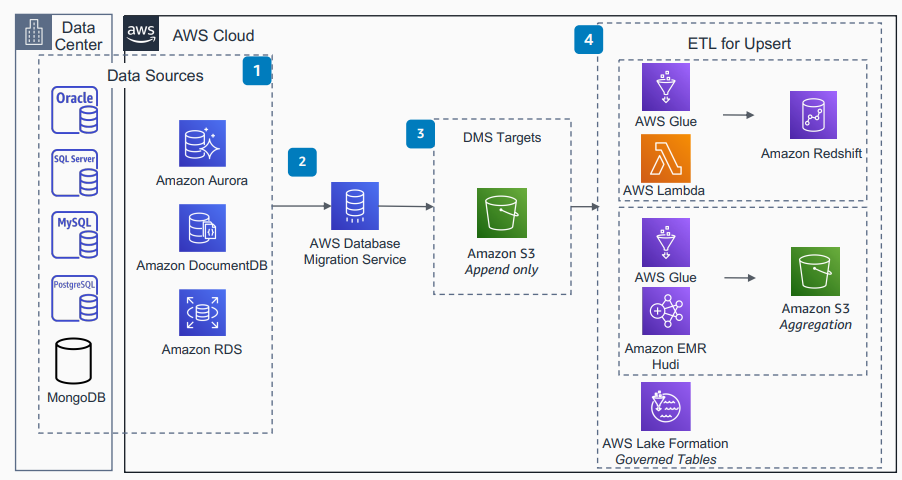 Data
Center
aws
AWS Cloud
Data Sources
1
Oracle
SQL Server
MySQL
PostgreSQL
MongoDB
Amazon Aurora
Amazon DocumentDB
Amazon RDS
2
AWS Database
Migration Service
3
DMS Targets
Amazon S3
Append only
4
ETL for Upsert
AWS Glue
AWS Lambda
Amazon Redshift
AWS Glue
Amazon EMR
Hudi
Amazon S3
Aggregation
AWS Lake Formation
Governed Tables